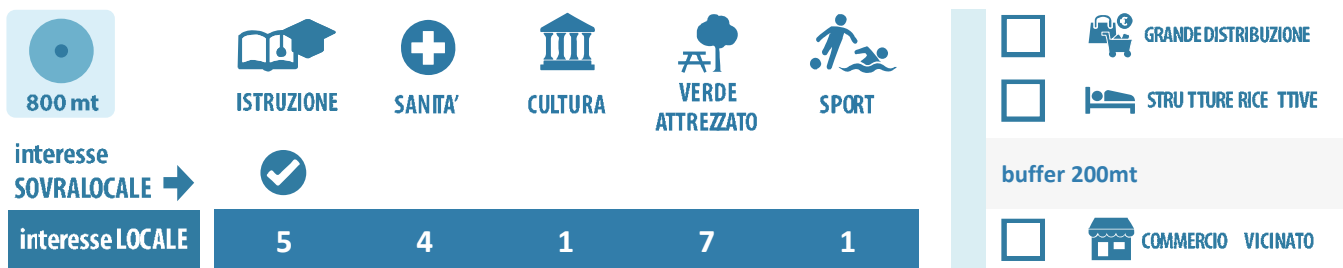 800 mt
ISTRUZIONE
SANITA'
CULTURA
VERDE
ATTREZZATO
SPORT
interesse
SOVRALOCALE
interesse LOCALE
5 4 1 7 1
€
GRANDE DISTRIBUZIONE
STRU TTURE RICE TTIVE
buffer 200mt
COMMERCIO VICINATO